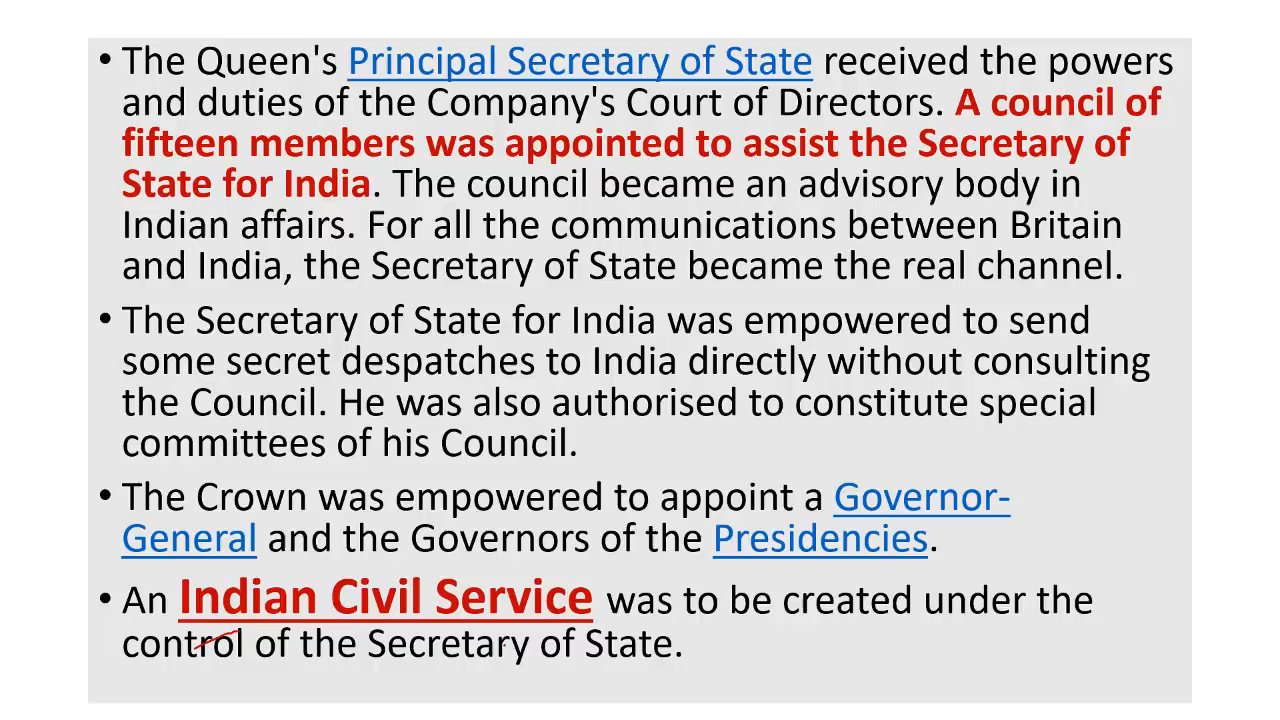 • The Queen's Principal Secretary of State received the powers
and duties of the Company's Court of Directors. A council of
fifteen members was appointed to assist the Secretary of
State for India. The council became an advisory body in
Indian affairs. For all the communications between Britain
and India, the Secretary of State became the real channel.
• The Secretary of State for India was empowered to send
some secret despatches to India directly without consulting
the Council. He was also authorised to constitute special
committees of his Council.
• The Crown was empowered to appoint a Governor-
General and the Governors of the Presidencies.
• An Indian Civil Service was to be created under the
control of the Secretary of State.